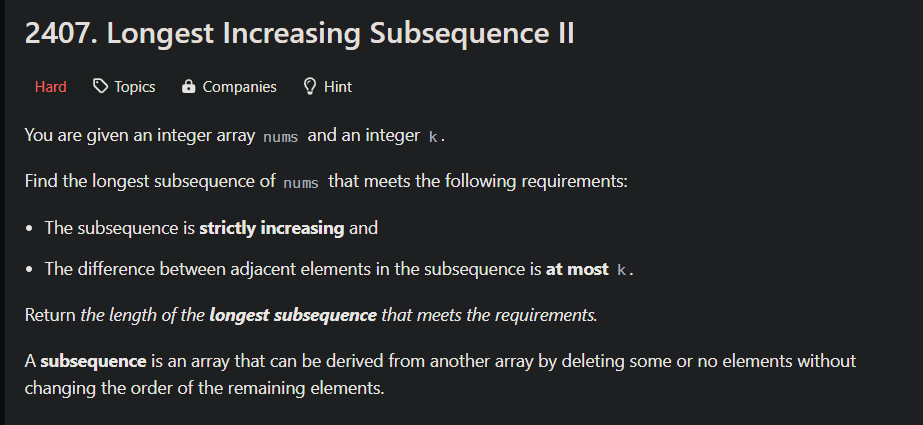 2407. Longest Increasing Subsequence II
Hard Topics Companies Hint
You are given an integer array nums and an integer k.
Find the longest subsequence of nums that meets the following requirements:
• The subsequence is strictly increasing and
• The difference between adjacent elements in the subsequence is at most k.
Return the length of the longest subsequence that meets the requirements.
A subsequence is an array that can be derived from another array by deleting some or no elements without
changing the order of the remaining elements.